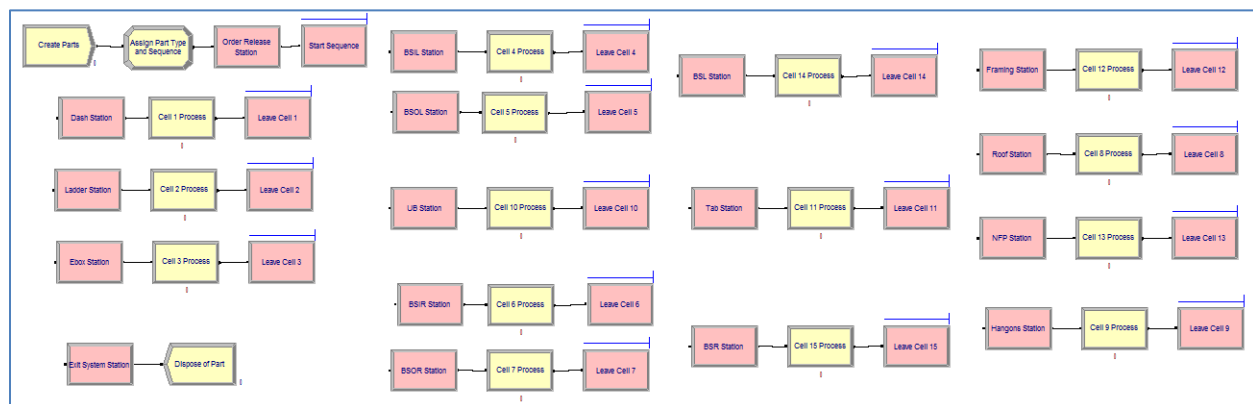 Create Parts
Assign Part Type
and Sequence
Order Release
Station
Start Sequence
Dash Station
Cell 1 Process
Leave Cell 1
Ladder Station
Cell 2 Process
Leave Cell 2
Ebox Station
Cell 3 Process
Leave Cell 3
Exit System Station
Dispose of Part
BSIL Station
Cell 4 Process
Leave Cell 4
BSOL Station
Cell 5 Process
Leave Cell 5
UB Station
Cell 10 Process
Leave Cell 10
BSIR Station
Cell 6 Process
Leave Cell 6
BSOR Station
Cell 7 Process
Leave Cell 7
BSL Station
Cell 14 Process
Leave Cell 14
Tab Station
Cell 11 Process
Leave Cell 11
BSR Station
Cell 15 Process
Leave Cell 15
Framing Station
Cell 12 Process
Leave Cell 12
Roof Station
Cell 8 Process
Leave Cell 8
NFP Station
Cell 13 Process
Leave Cell 13
Hangons Station
Cell 9 Process
Leave Cell 9